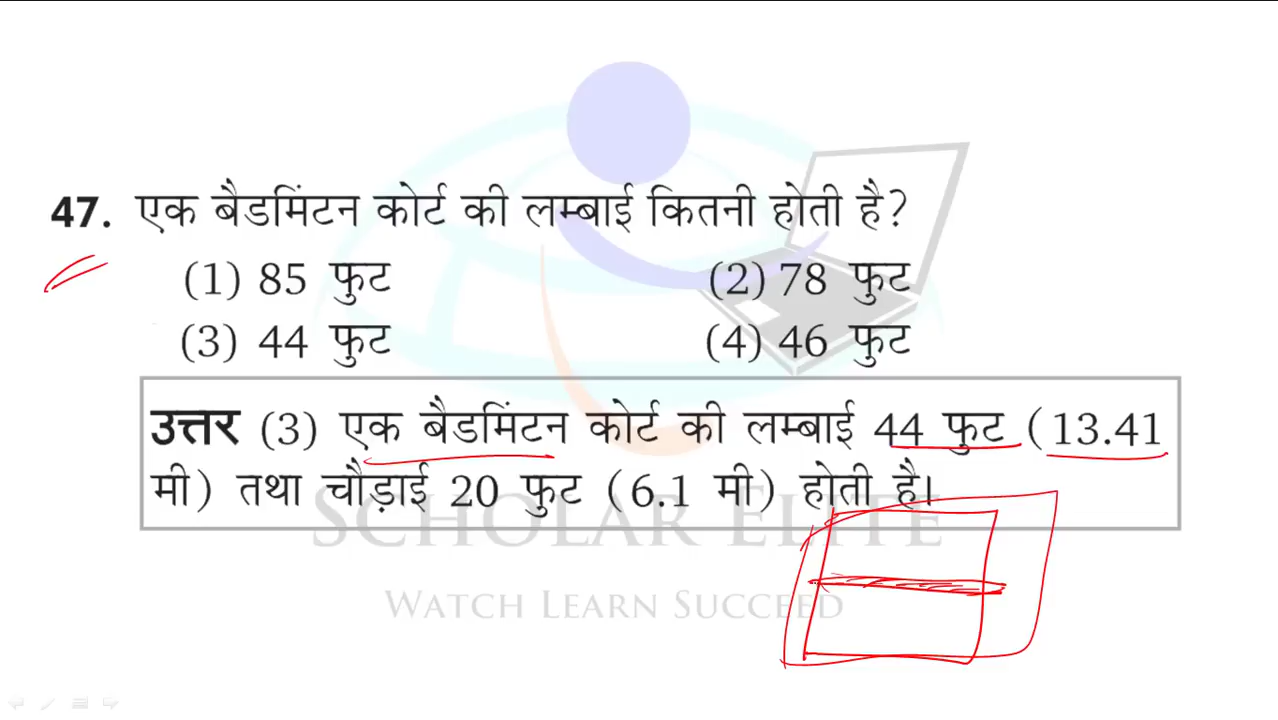 47. एक बैडमिंटन कोर्ट की लम्बाई कितनी होती है?
(1) 85 फुट (2) 78 फुट
(3) 44 फुट (4) 46 फुट
उत्तर (3) एक बैडमिंटन कोर्ट की लम्बाई 44 फुट (13.41
मी) तथा चौड़ाई 20 फुट (6.1 मी) होती है।
SCHOLAR ELITE
WATCH LEARN SUCCEED